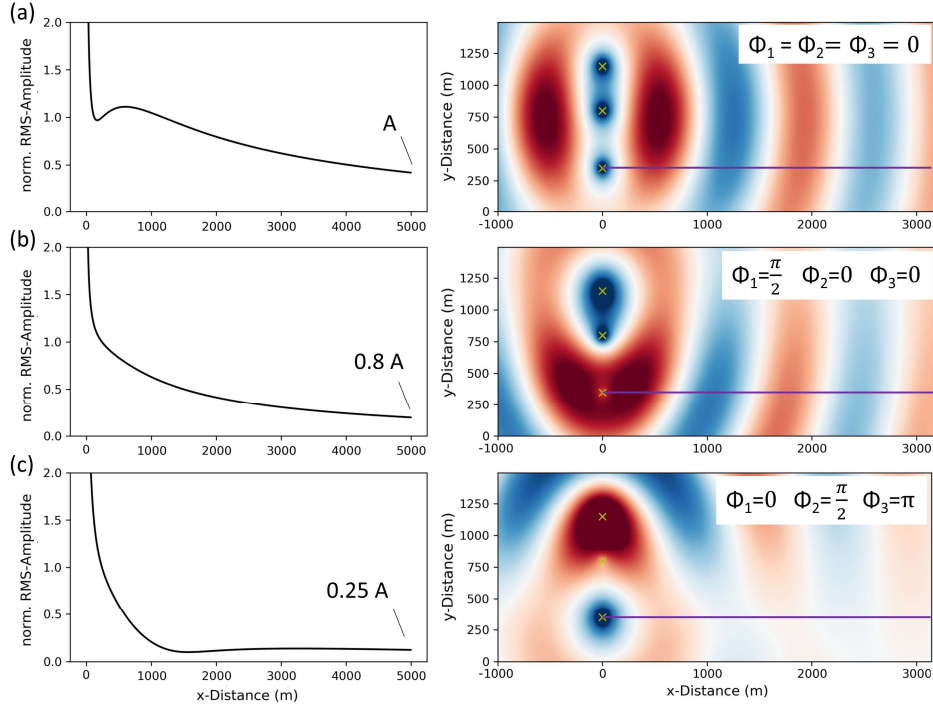 (a)
norm. RMS-Amplitude
2.0
1.5
1.0
0.5
0.0
A
0 1000 2000 3000 4000 5000
y-Distance (m)
1250
1000
750
500
250
0
Φ1 = Φ2 = Φ3 = 0
-1000 0 1000 2000 3000
(b)
norm. RMS-Amplitude
2.0
1.5
1.0
0.5
0.0
0.8 A
0 1000 2000 3000 4000 5000
y-Distance (m)
1250
1000
750
500
250
0
Φ1=π/2 Φ2=0 Φ3=0
-1000 0 1000 2000 3000
(c)
norm. RMS-Amplitude
2.0
1.5
1.0
0.5
0.0
0.25 A
0 1000 2000 3000 4000 5000
x-Distance (m)
y-Distance (m)
1250
1000
750
500
250
0
Φ1=0 Φ2=π/2 Φ3=π
-1000 0 1000 2000 3000
x-Distance (m)